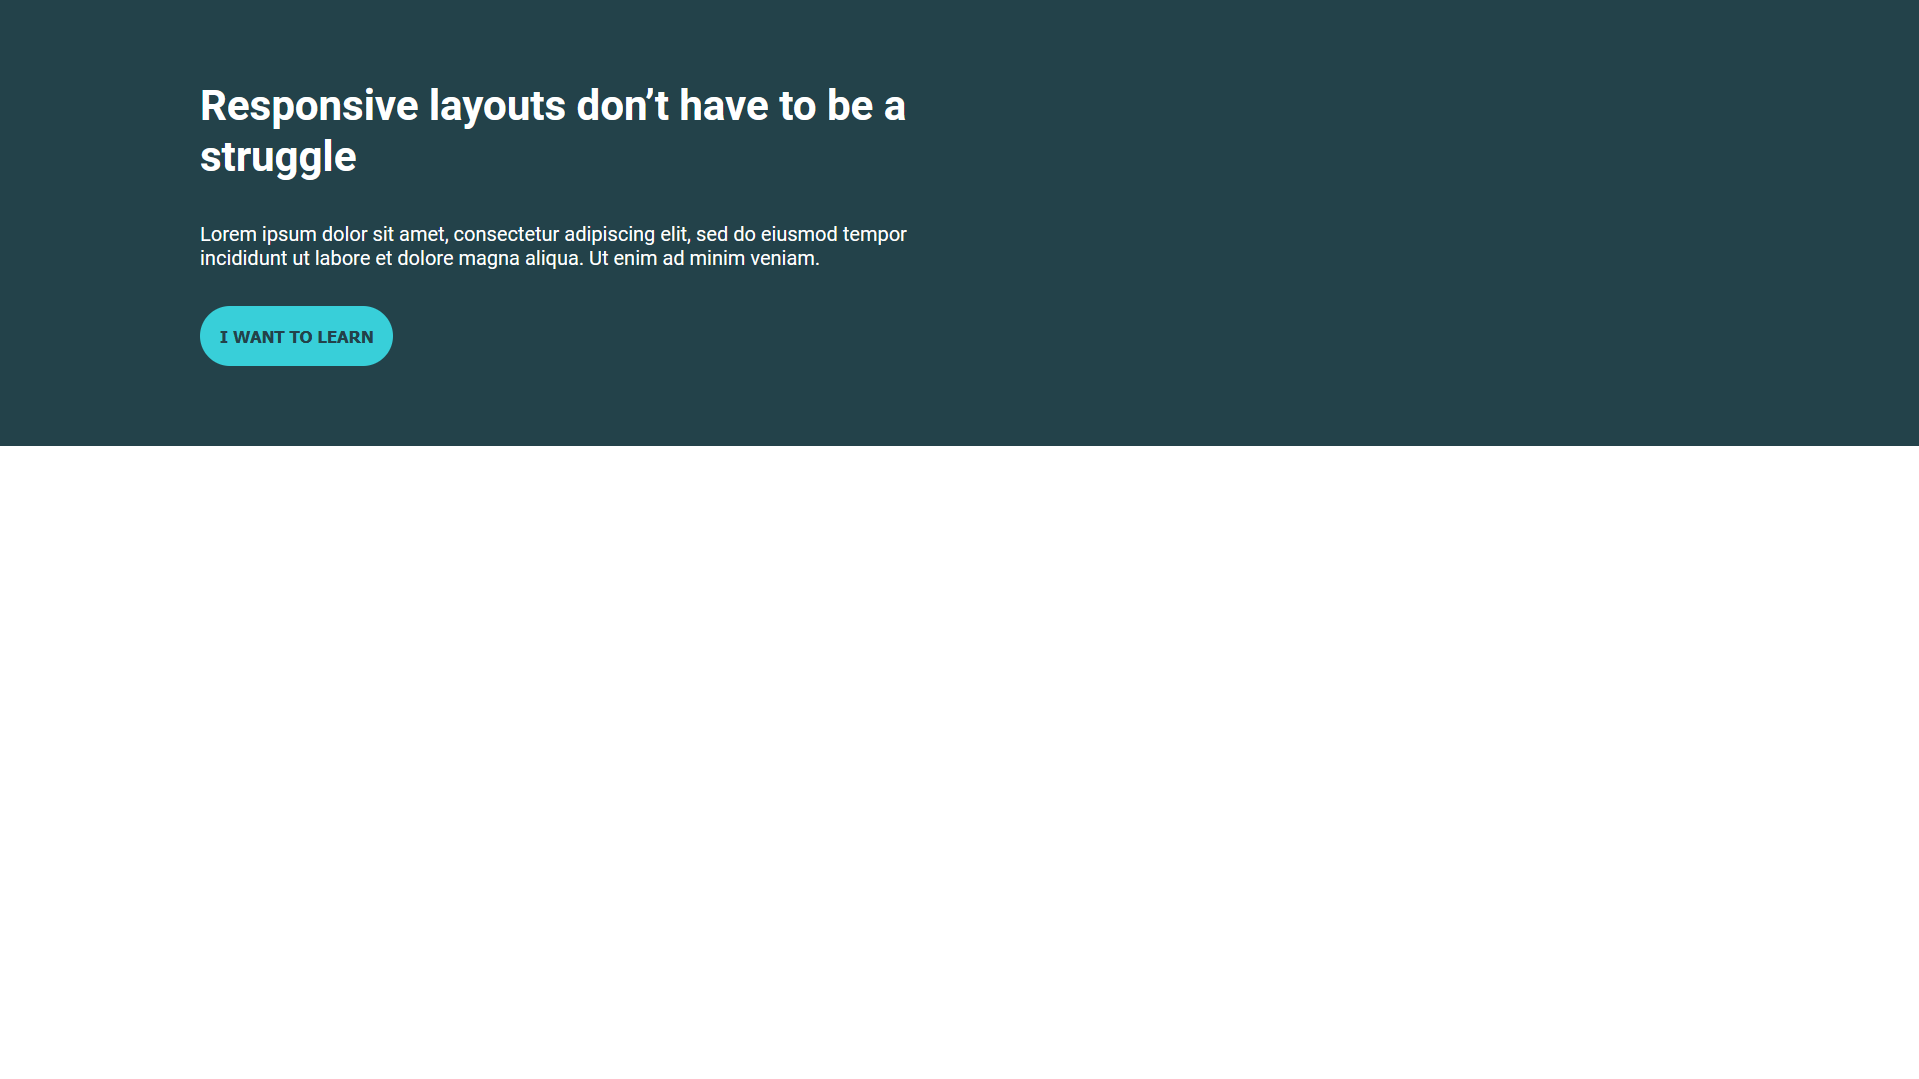 Responsive layouts don’t have to be a
struggle
Lorem ipsum dolor sit amet, consectetur adipiscing elit, sed do eiusmod tempor
incididunt ut labore et dolore magna aliqua. Ut enim ad minim veniam.
I WANT TO LEARN